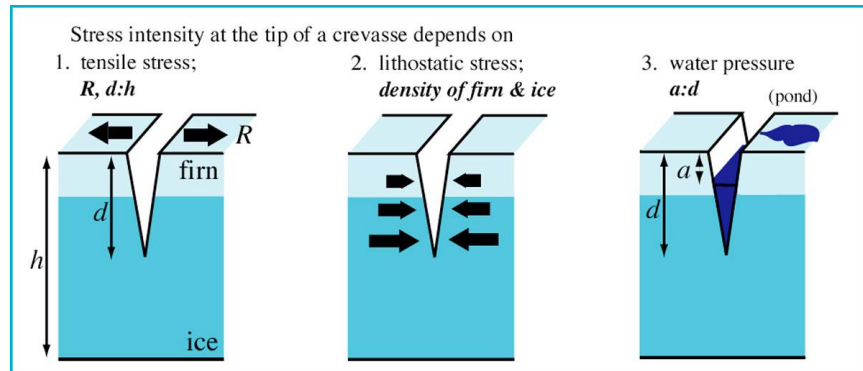 Stress intensity at the tip of a crevasse depends on
1. tensile stress;
R, d:h
2. lithostatic stress;
density of firn & ice
3. water pressure
a:d
(pond)
R
firn
d
h
ice
a
d